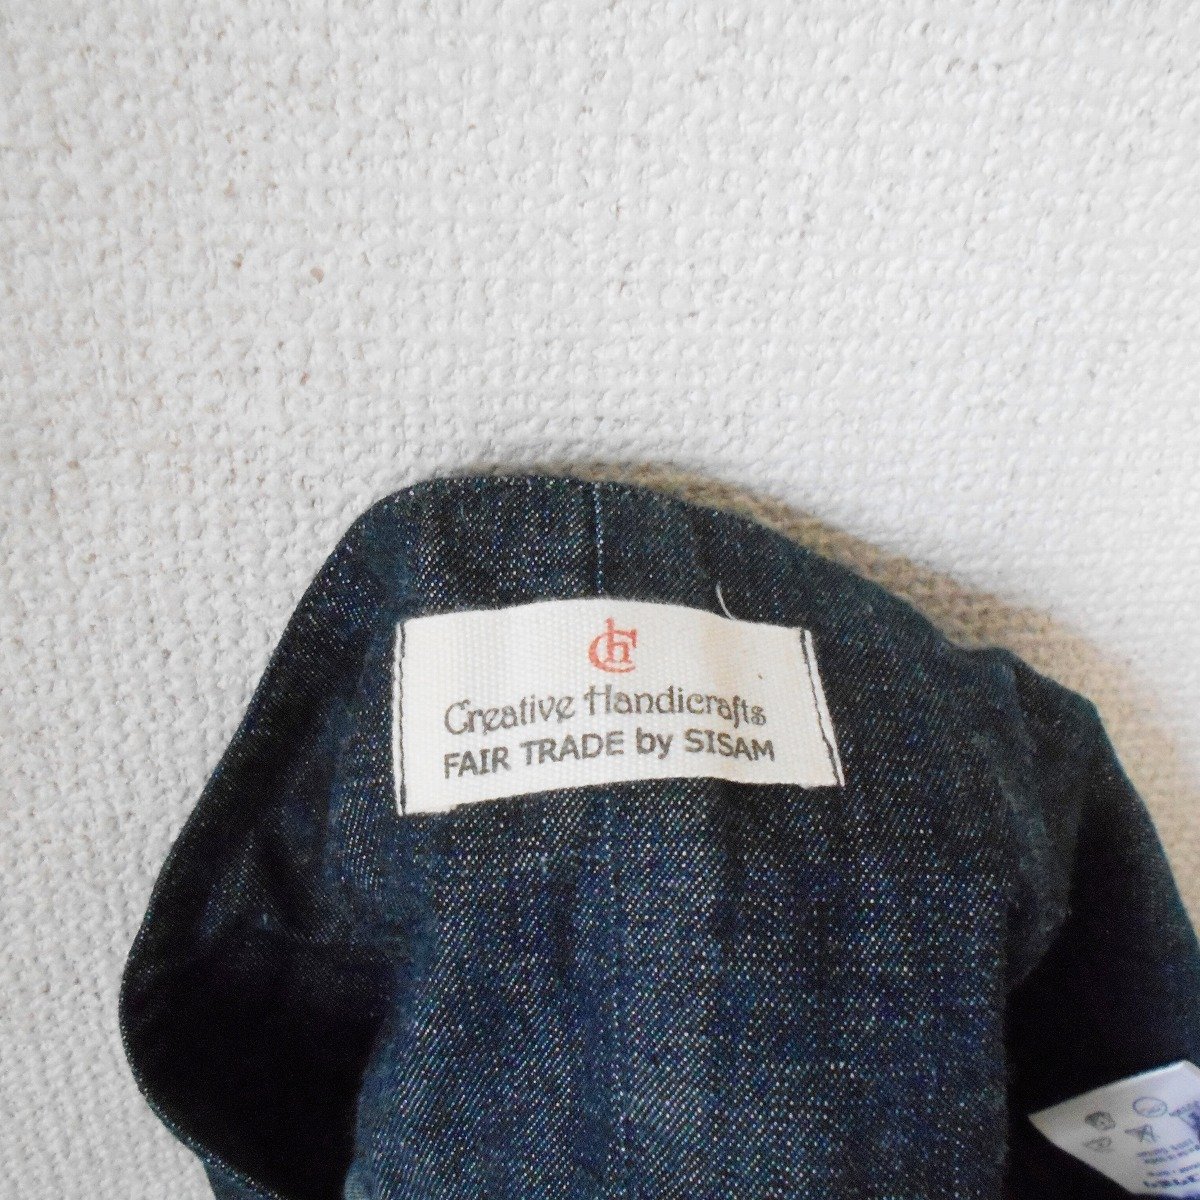 ch
Creative Handicrafts
FAIR TRADE by SISAM